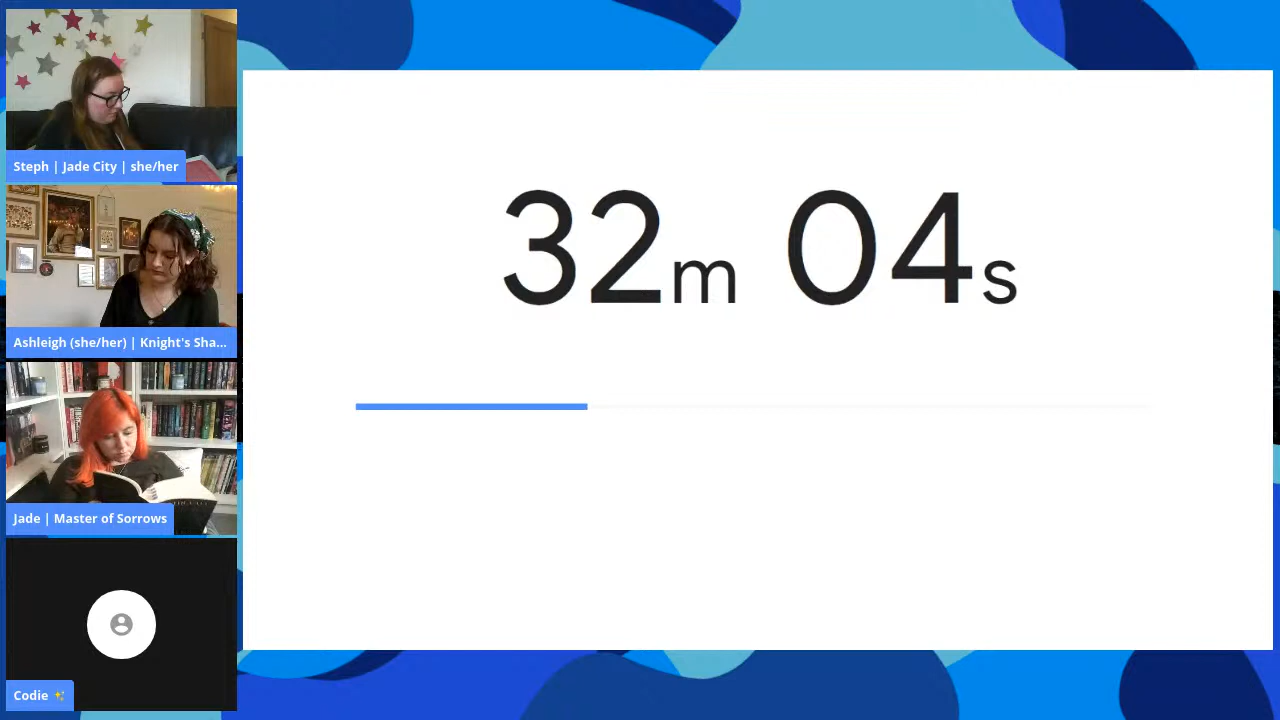 Steph | Jade City | she/her
Ashleigh (she/her) | Knight's Sha...
Jade | Master of Sorrows
Codie ✨
32m 04s